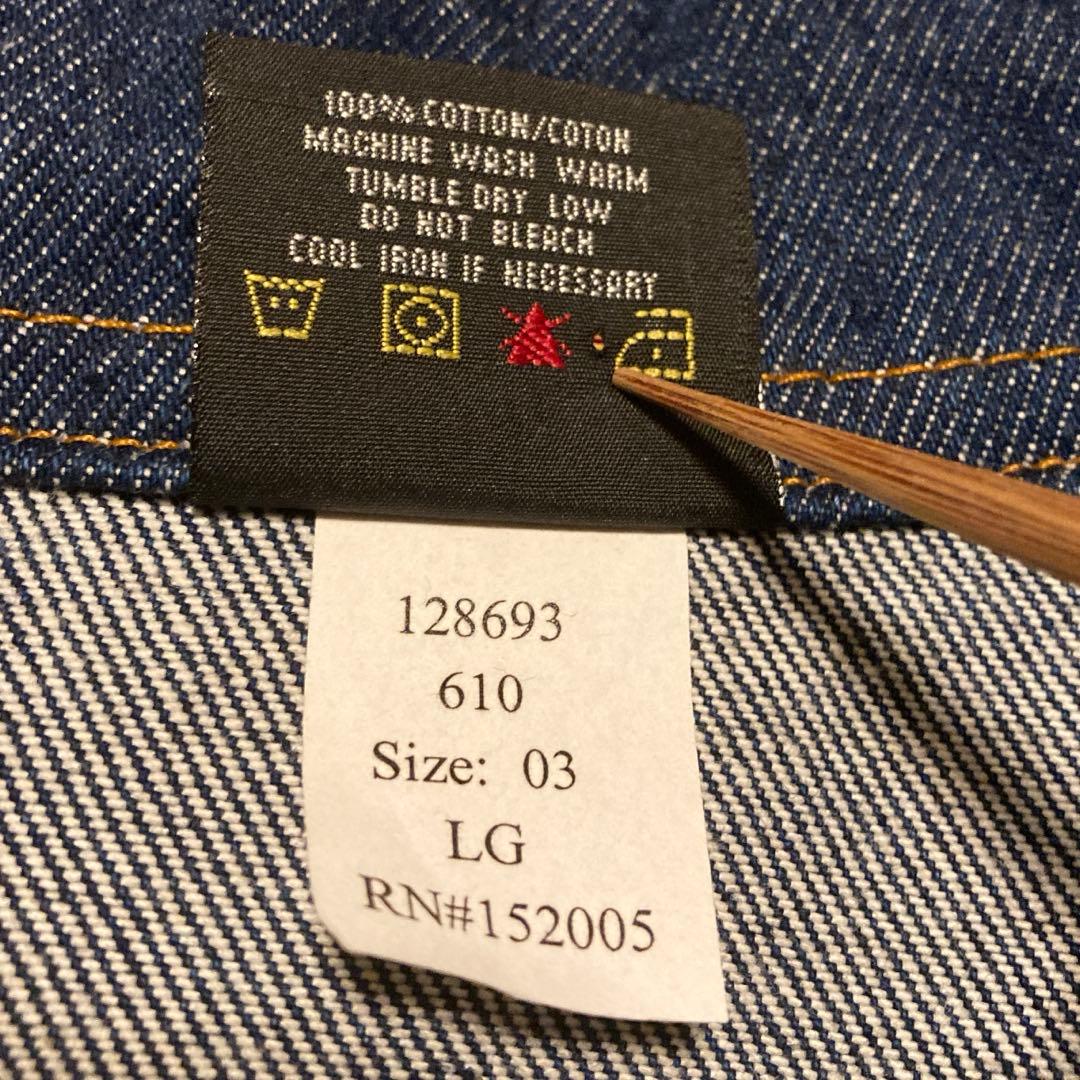 100% COTTON/COTON
MACHINE WASH WARM
TUMBLE DRY LOW
DO NOT BLEACH
COOL IRON IF NECESSARY
128693
610
Size: 03
LG
RN#152005